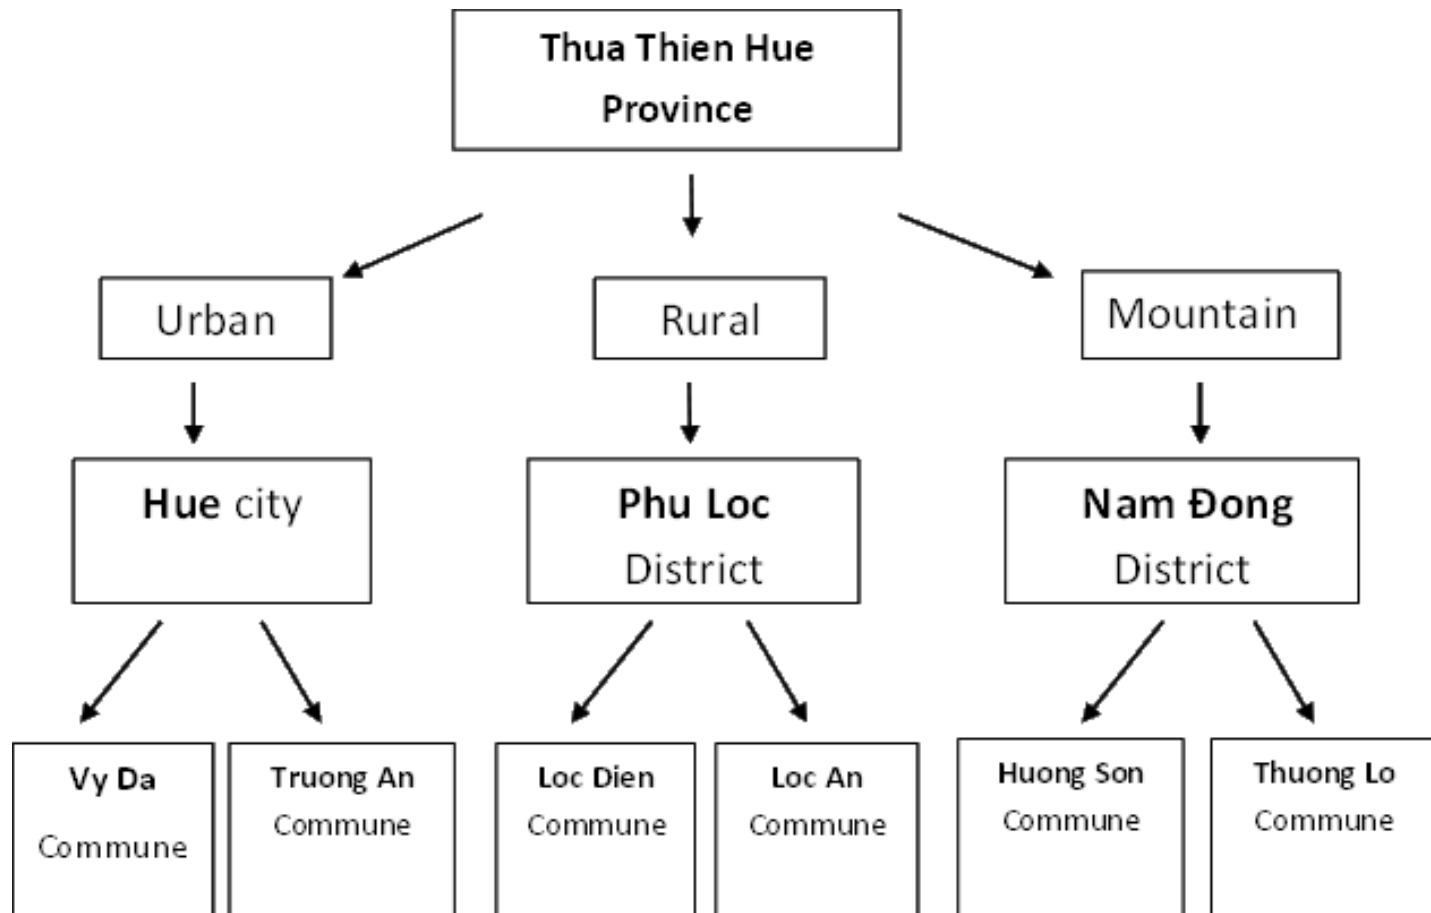 Thua Thien Hue
Province
Urban
Rural
Mountain
Hue city
Phu Loc
District
Nam Đong
District
Vy Da
Commune
Truong An
Commune
Loc Dien
Commune
Loc An
Commune
Huong Son
Commune
Thuong Lo
Commune